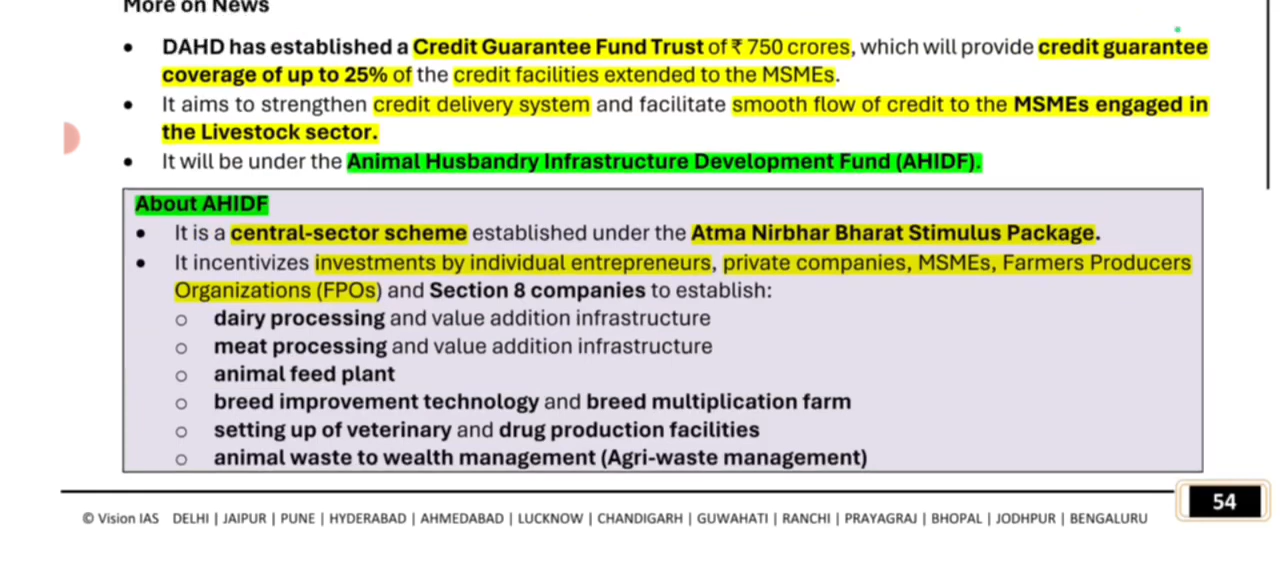 More on News
• DAHD has established a Credit Guarantee Fund Trust of ₹ 750 crores, which will provide credit guarantee
coverage of up to 25% of the credit facilities extended to the MSMEs.
• It aims to strengthen credit delivery system and facilitate smooth flow of credit to the MSMEs engaged in
the Livestock sector.
• It will be under the Animal Husbandry Infrastructure Development Fund (AHIDF).
About AHIDF
• It is a central-sector scheme established under the Atma Nirbhar Bharat Stimulus Package.
• It incentivizes investments by individual entrepreneurs, private companies, MSMEs, Farmers Producers
Organizations (FPOs) and Section 8 companies to establish:
o dairy processing and value addition infrastructure
o meat processing and value addition infrastructure
o animal feed plant
o breed improvement technology and breed multiplication farm
o setting up of veterinary and drug production facilities
o animal waste to wealth management (Agri-waste management)
54
© Vision IAS DELHI | JAIPUR | PUNE | HYDERABAD | AHMEDABAD | LUCKNOW | CHANDIGARH | GUWAHATI | RANCHI | PRAYAGRAJ | BHOPAL | JODHPUR | BENGALURU